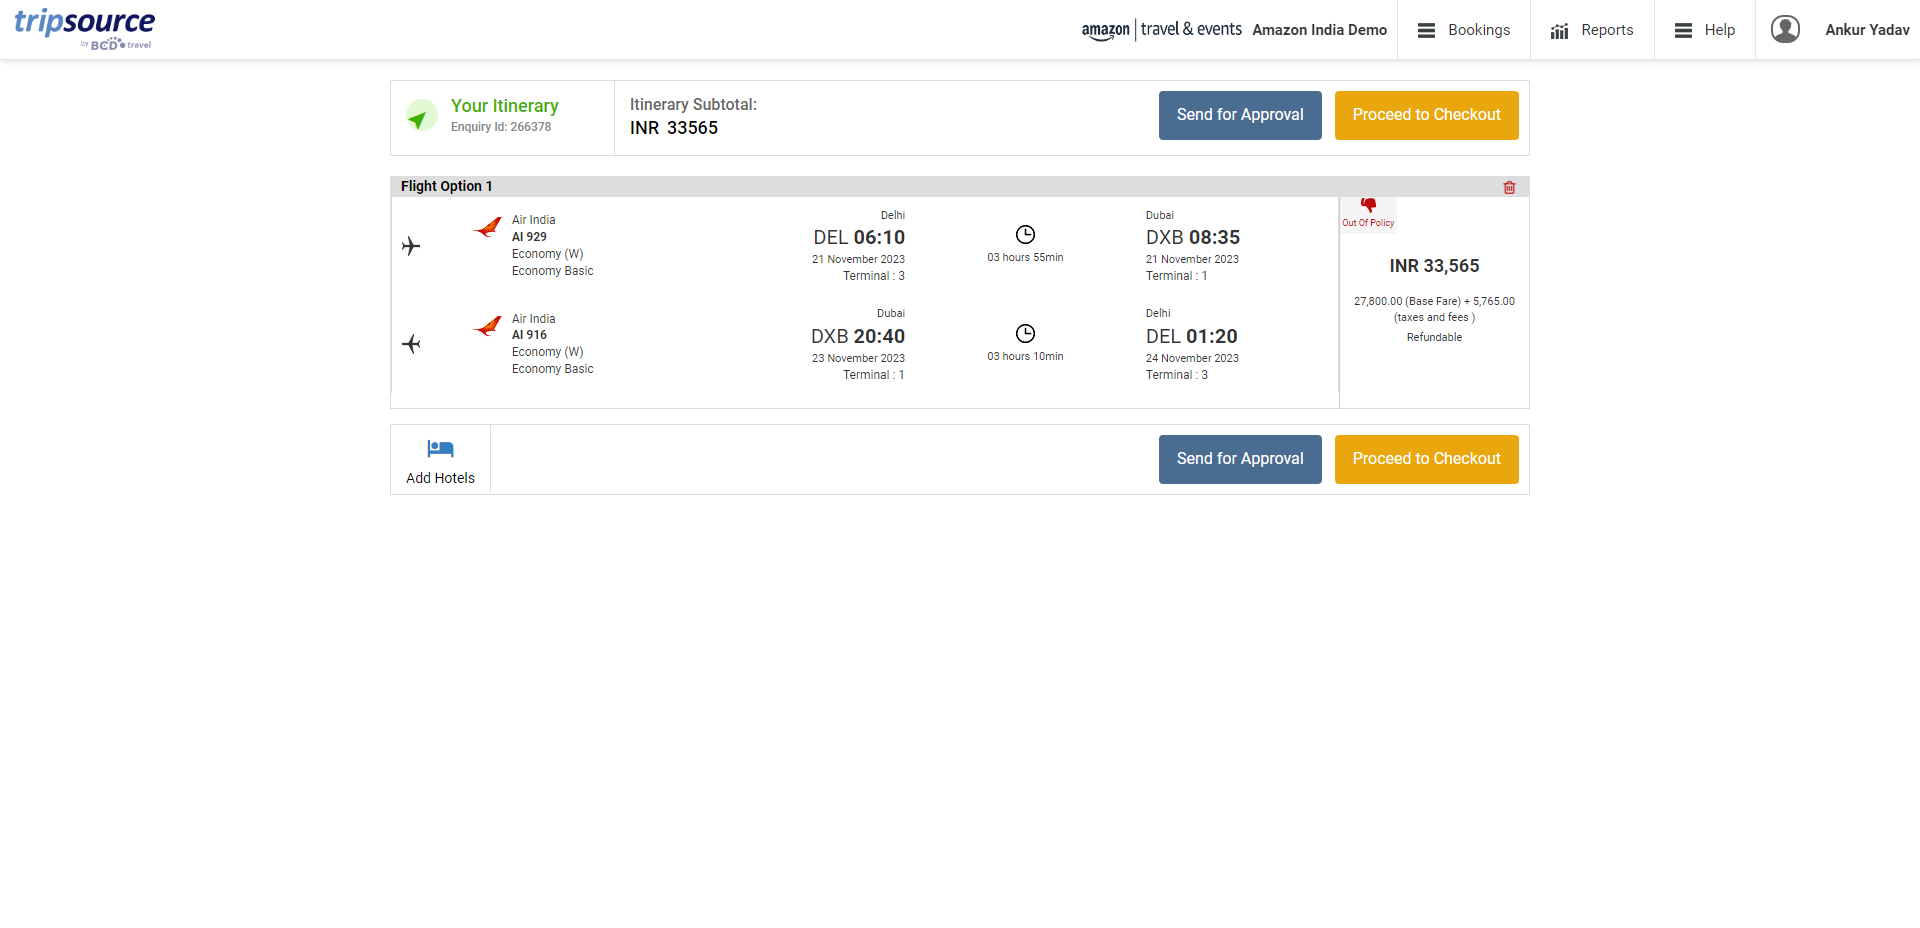 tripsource
by BCD travel
amazon | travel & events Amazon India Demo
Bookings
Reports
Help
Ankur Yadav
Your Itinerary
Enquiry Id: 266378
Itinerary Subtotal:
INR 33565
Send for Approval
Proceed to Checkout
Flight Option 1
Air India
AI 929
Economy (W)
Economy Basic
Delhi
DEL 06:10
21 November 2023
Terminal : 3
03 hours 55min
Dubai
DXB 08:35
21 November 2023
Terminal : 1
Air India
AI 916
Economy (W)
Economy Basic
Dubai
DXB 20:40
23 November 2023
Terminal : 1
03 hours 10min
Delhi
DEL 01:20
24 November 2023
Terminal : 3
Out Of Policy
INR 33,565
27,800.00 (Base Fare) + 5,765.00
(taxes and fees )
Refundable
Add Hotels
Send for Approval
Proceed to Checkout